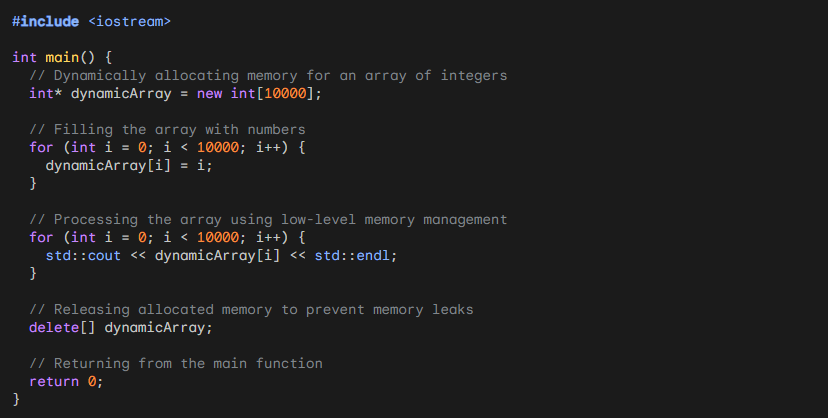 #include <iostream>
int main() {
// Dynamically allocating memory for an array of integers
int* dynamicArray = new int[10000];
// Filling the array with numbers
for (int i = 0; i < 10000; i++) {
dynamicArray[i] = i;
}
// Processing the array using low-level memory management
for (int i = 0; i < 10000; i++) {
std::cout << dynamicArray[i] << std::endl;
}
// Releasing allocated memory to prevent memory leaks
delete[] dynamicArray;
// Returning from the main function
return 0;
}